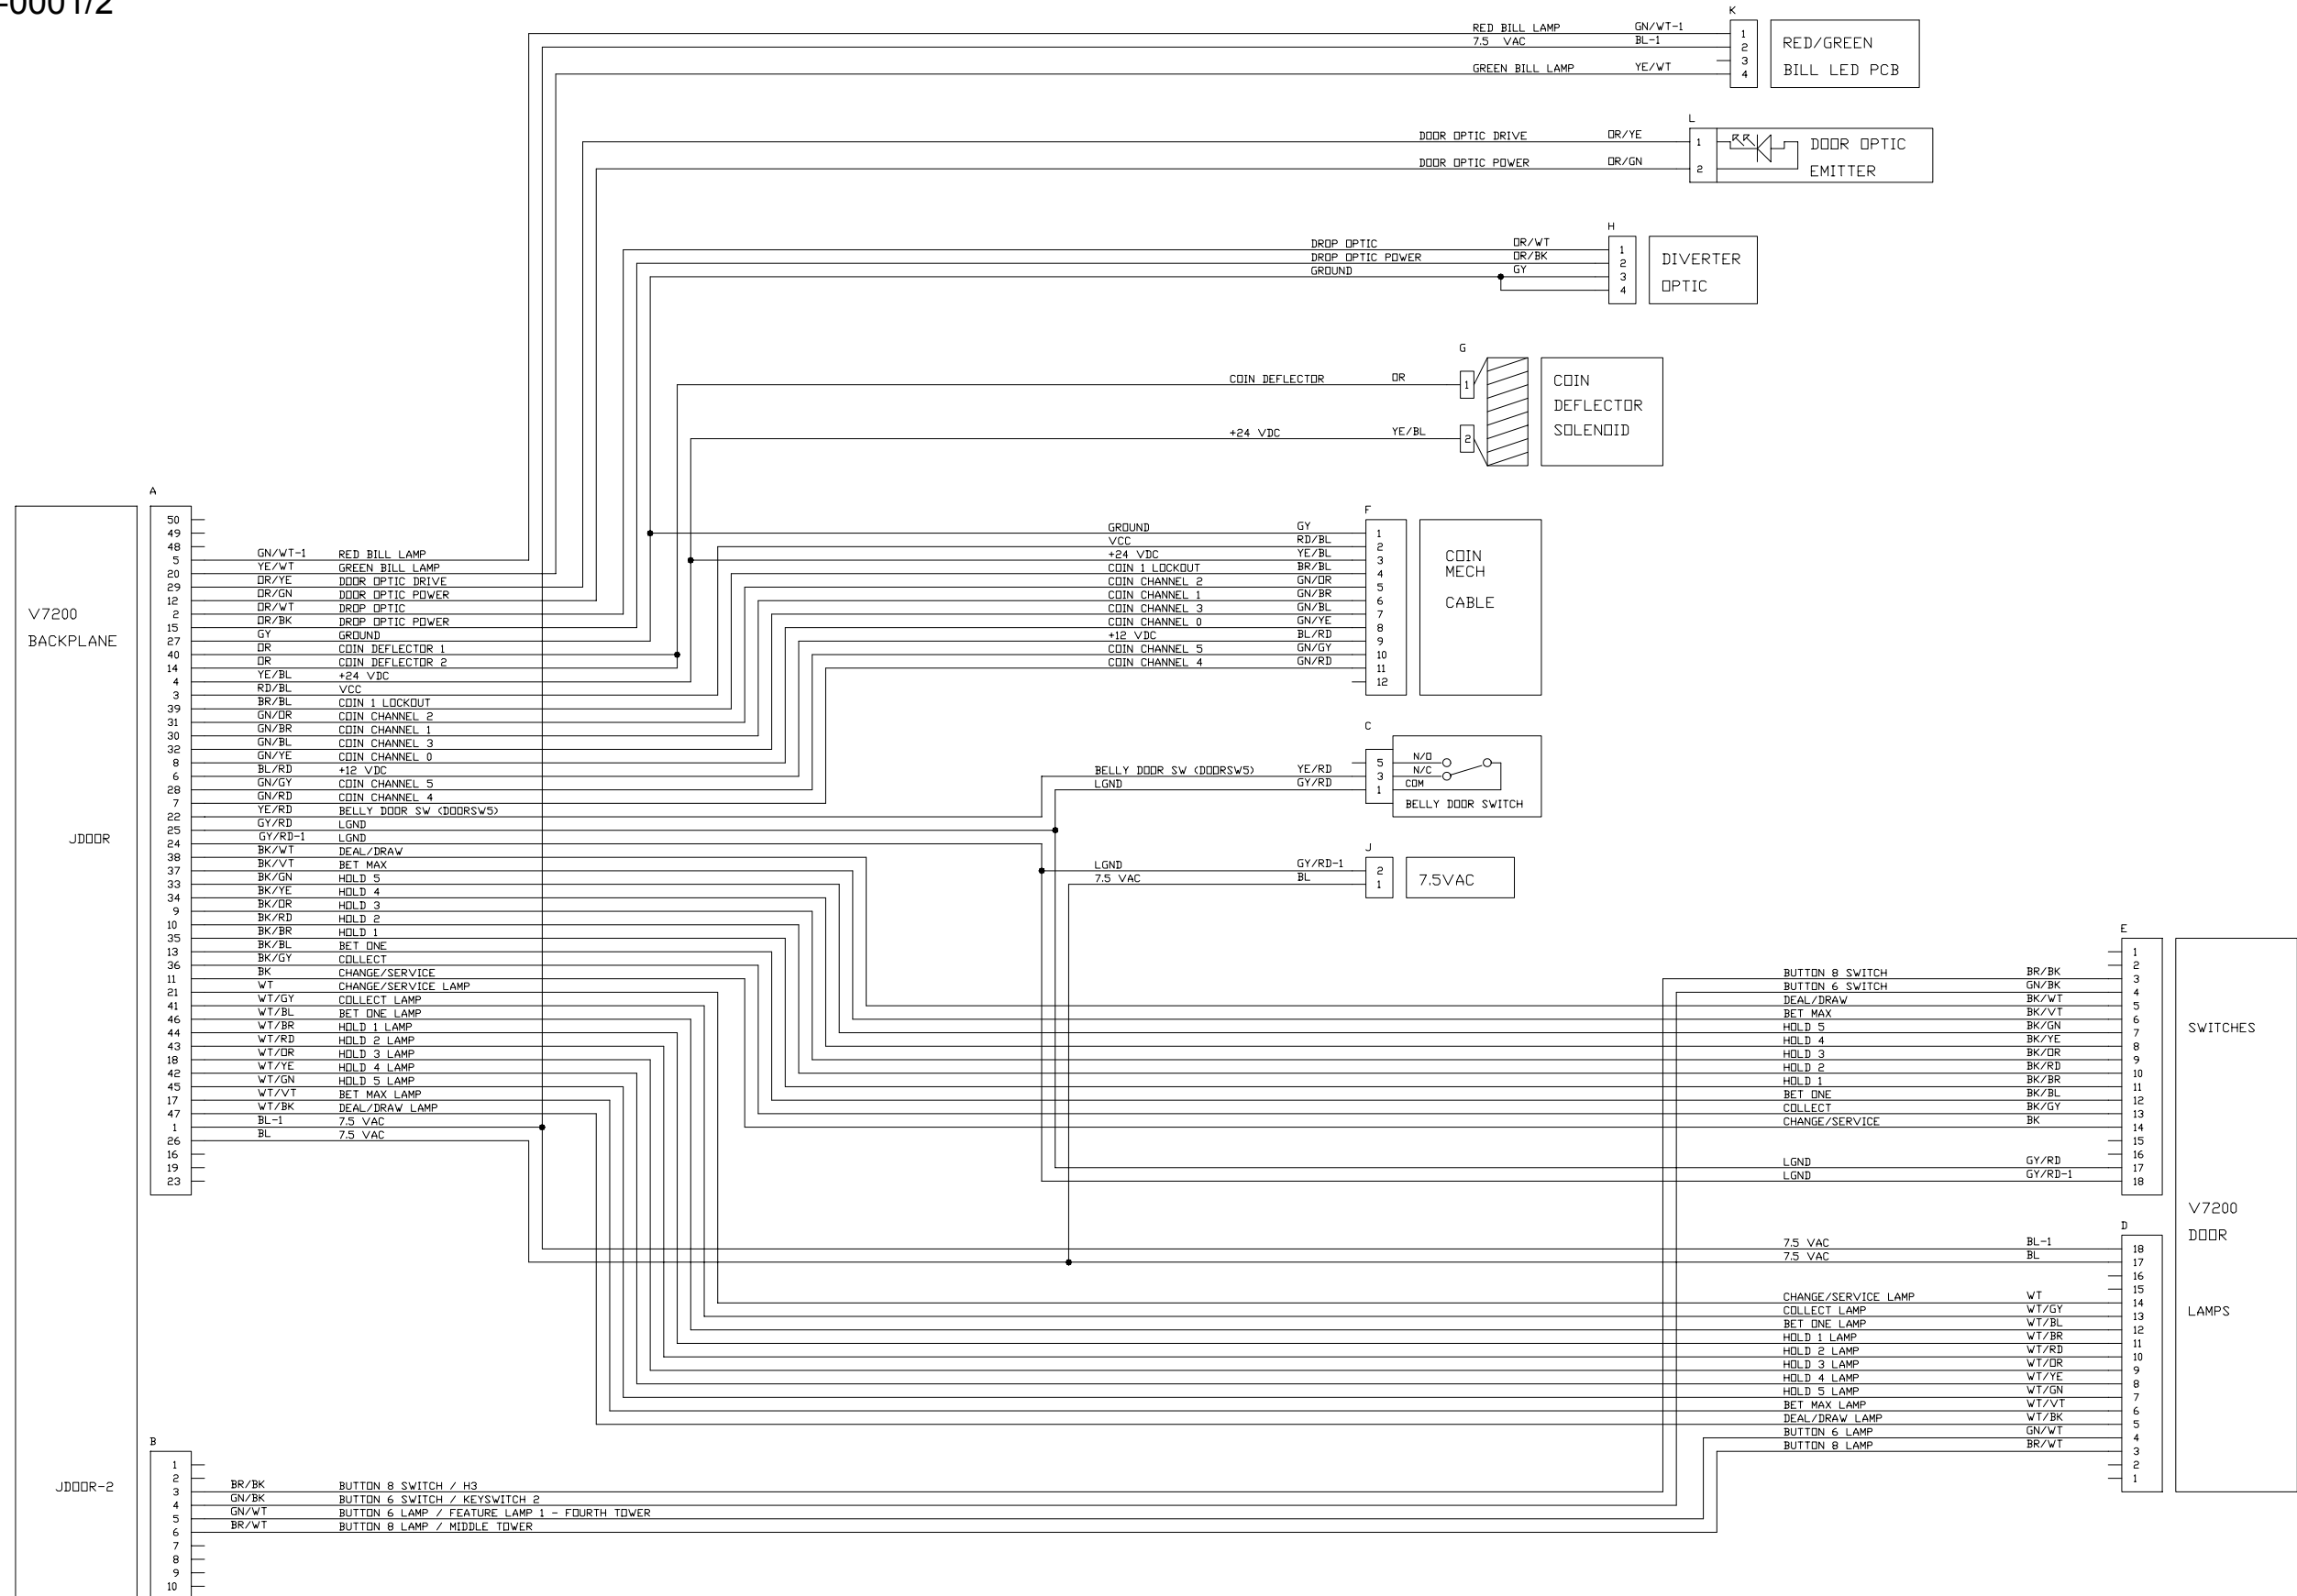 -0001/2
K
RED BILL LAMP GN/WT-1 1
7.5 VAC BL-1 2
3
GREEN BILL LAMP YE/WT 4
RED/GREEN
BILL LED PCB
L
DOOR OPTIC DRIVE OR/YE 1
DOOR OPTIC POWER OR/GN 2
DOOR OPTIC
EMITTER
H
DROP OPTIC OR/WT 1
DROP OPTIC POWER OR/BK 2
GROUND GY 3
4
DIVERTER
OPTIC
G
COIN DEFLECTOR OR 1
+24 VDC YE/BL 2
COIN
DEFLECTOR
SOLENOID
V7200
BACKPLANE
JDOOR
A
50
49
48
5 GN/WT-1 RED BILL LAMP
20 YE/WT GREEN BILL LAMP
29 OR/YE DOOR OPTIC DRIVE
12 OR/GN DOOR OPTIC POWER
2 OR/WT DROP OPTIC
15 OR/BK DROP OPTIC POWER
27 GY GROUND
40 OR COIN DEFLECTOR 1
14 OR COIN DEFLECTOR 2
4 YE/BL +24 VDC
3 RD/BL VCC
39 BR/BL COIN 1 LOCKOUT
31 GN/OR COIN CHANNEL 2
30 GN/BR COIN CHANNEL 1
32 GN/BL COIN CHANNEL 3
8 GN/YE COIN CHANNEL 0
6 BL/RD +12 VDC
28 GN/GY COIN CHANNEL 5
7 GN/RD COIN CHANNEL 4
22 YE/RD BELLY DOOR SW (DOORSW5)
25 GY/RD LGND
24 GY/RD-1 LGND
38 BK/WT DEAL/DRAW
37 BK/VT BET MAX
33 BK/GN HOLD 5
34 BK/YE HOLD 4
9 BK/OR HOLD 3
10 BK/RD HOLD 2
35 BK/BR HOLD 1
13 BK/BL BET ONE
36 BK/GY COLLECT
11 BK CHANGE/SERVICE
21 WT CHANGE/SERVICE LAMP
41 WT/GY COLLECT LAMP
46 WT/BL BET ONE LAMP
44 WT/BR HOLD 1 LAMP
43 WT/RD HOLD 2 LAMP
18 WT/OR HOLD 3 LAMP
42 WT/YE HOLD 4 LAMP
45 WT/GN HOLD 5 LAMP
17 WT/VT BET MAX LAMP
47 WT/BK DEAL/DRAW LAMP
1 BL-1 7.5 VAC
26 BL 7.5 VAC
16
19
23
F
GROUND GY 1
VCC RD/BL 2
+24 VDC YE/BL 3
COIN 1 LOCKOUT BR/BL 4
COIN CHANNEL 2 GN/OR 5
COIN CHANNEL 1 GN/BR 6
COIN CHANNEL 3 GN/BL 7
COIN CHANNEL 0 GN/YE 8
+12 VDC BL/RD 9
COIN CHANNEL 5 GN/GY 10
COIN CHANNEL 4 GN/RD 11
12
COIN
MECH
CABLE
C
5 N/O
BELLY DOOR SW (DOORSW5) YE/RD 3 N/C
LGND GY/RD 1 COM
BELLY DOOR SWITCH
J
LGND GY/RD-1 2
7.5 VAC BL 1
7.5VAC
E
1
2
BUTTON 8 SWITCH BR/BK 3
BUTTON 6 SWITCH GN/BK 4
DEAL/DRAW BK/WT 5
BET MAX BK/VT 6
HOLD 5 BK/GN 7
HOLD 4 BK/YE 8
HOLD 3 BK/OR 9
HOLD 2 BK/RD 10
HOLD 1 BK/BR 11
BET ONE BK/BL 12
COLLECT BK/GY 13
CHANGE/SERVICE BK 14
15
16
LGND GY/RD 17
LGND GY/RD-1 18
SWITCHES
V7200
DOOR
LAMPS
D
7.5 VAC BL-1 18
7.5 VAC BL 17
16
15
CHANGE/SERVICE LAMP WT 14
COLLECT LAMP WT/GY 13
BET ONE LAMP WT/BL 12
HOLD 1 LAMP WT/BR 11
HOLD 2 LAMP WT/RD 10
HOLD 3 LAMP WT/OR 9
HOLD 4 LAMP WT/YE 8
HOLD 5 LAMP WT/GN 7
BET MAX LAMP WT/VT 6
DEAL/DRAW LAMP WT/BK 5
BUTTON 6 LAMP GN/WT 4
BUTTON 8 LAMP BR/WT 3
2
1
JDOOR-2
B
1
2
3 BR/BK BUTTON 8 SWITCH / H3
4 GN/BK BUTTON 6 SWITCH / KEYSWITCH 2
5 GN/WT BUTTON 6 LAMP / FEATURE LAMP 1 - FOURTH TOWER
6 BR/WT BUTTON 8 LAMP / MIDDLE TOWER
7
8
9
10